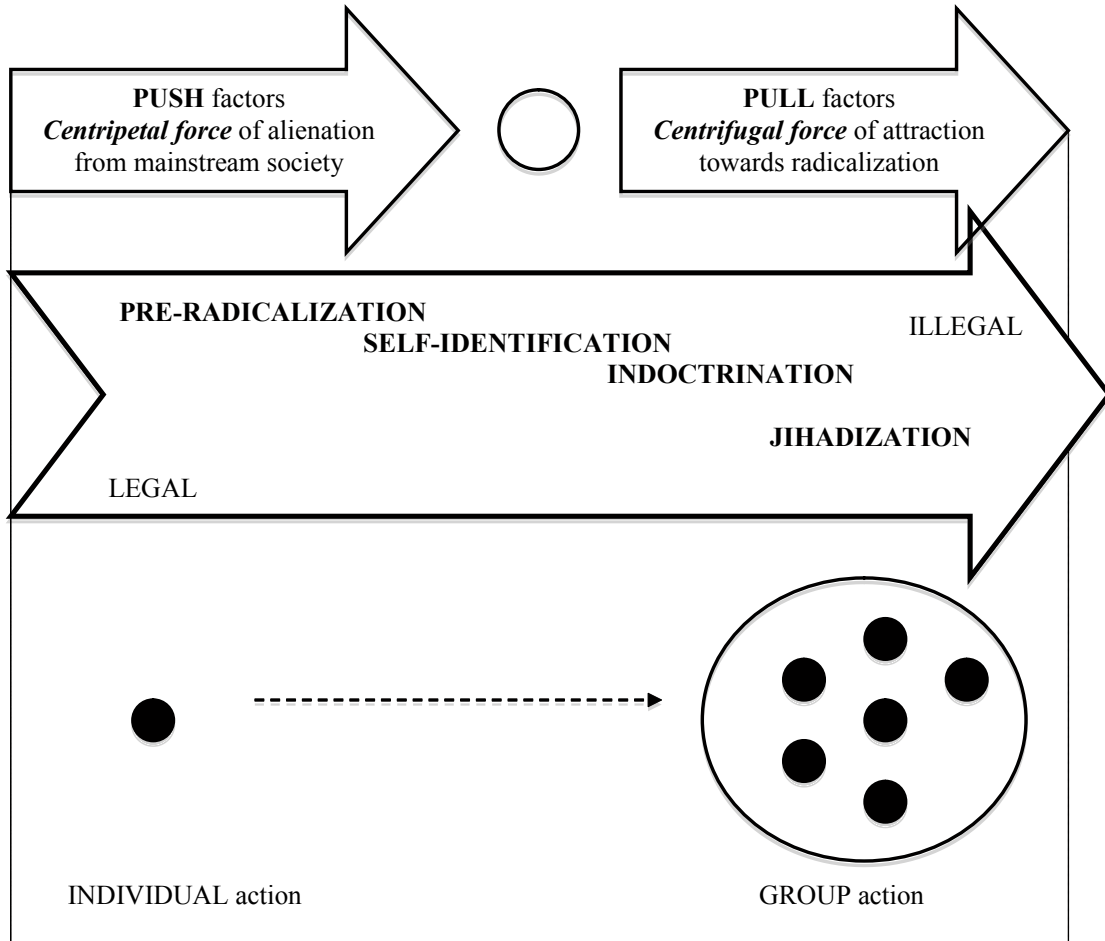 PUSH factors
Centripetal force of alienation
from mainstream society
PULL factors
Centrifugal force of attraction
towards radicalization
PRE-RADICALIZATION
ILLEGAL
SELF-IDENTIFICATION
INDOCTRINATION
JIHADIZATION
LEGAL
INDIVIDUAL action
GROUP action